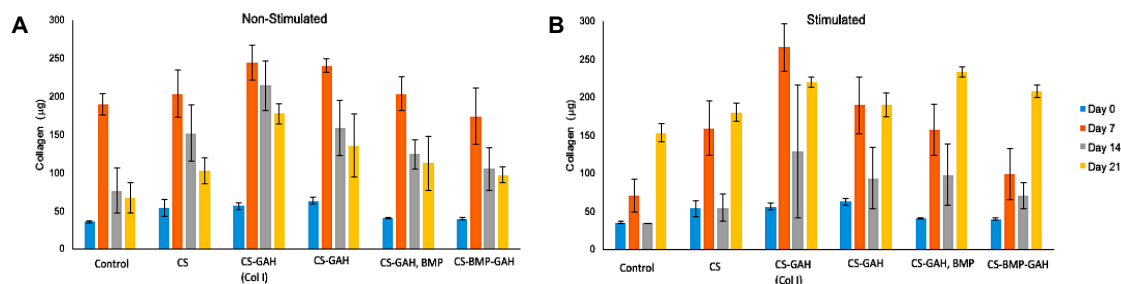 A
Non-Stimulated
Collagen (µg)
300
250
200
150
100
50
0
Control CS CS-GAH (Col I) CS-GAH CS-GAH, BMP CS-BMP-GAH
B
Stimulated
Collagen (µg)
300
250
200
150
100
50
0
Control CS CS-GAH (Col I) CS-GAH CS-GAH, BMP CS-BMP-GAH
Day 0
Day 7
Day 14
Day 21